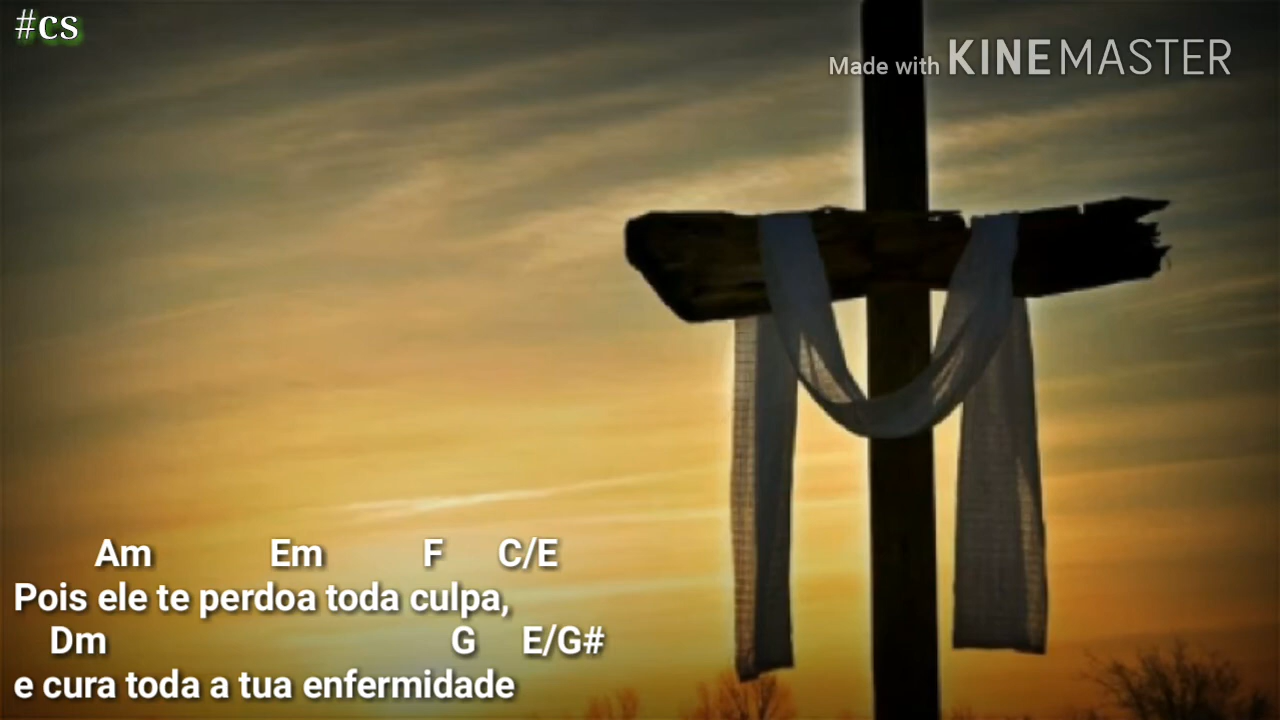 #cs
Made with KINEMASTER
Am Em F C/E
Pois ele te perdoa toda culpa,
Dm G E/G#
e cura toda a tua enfermidade